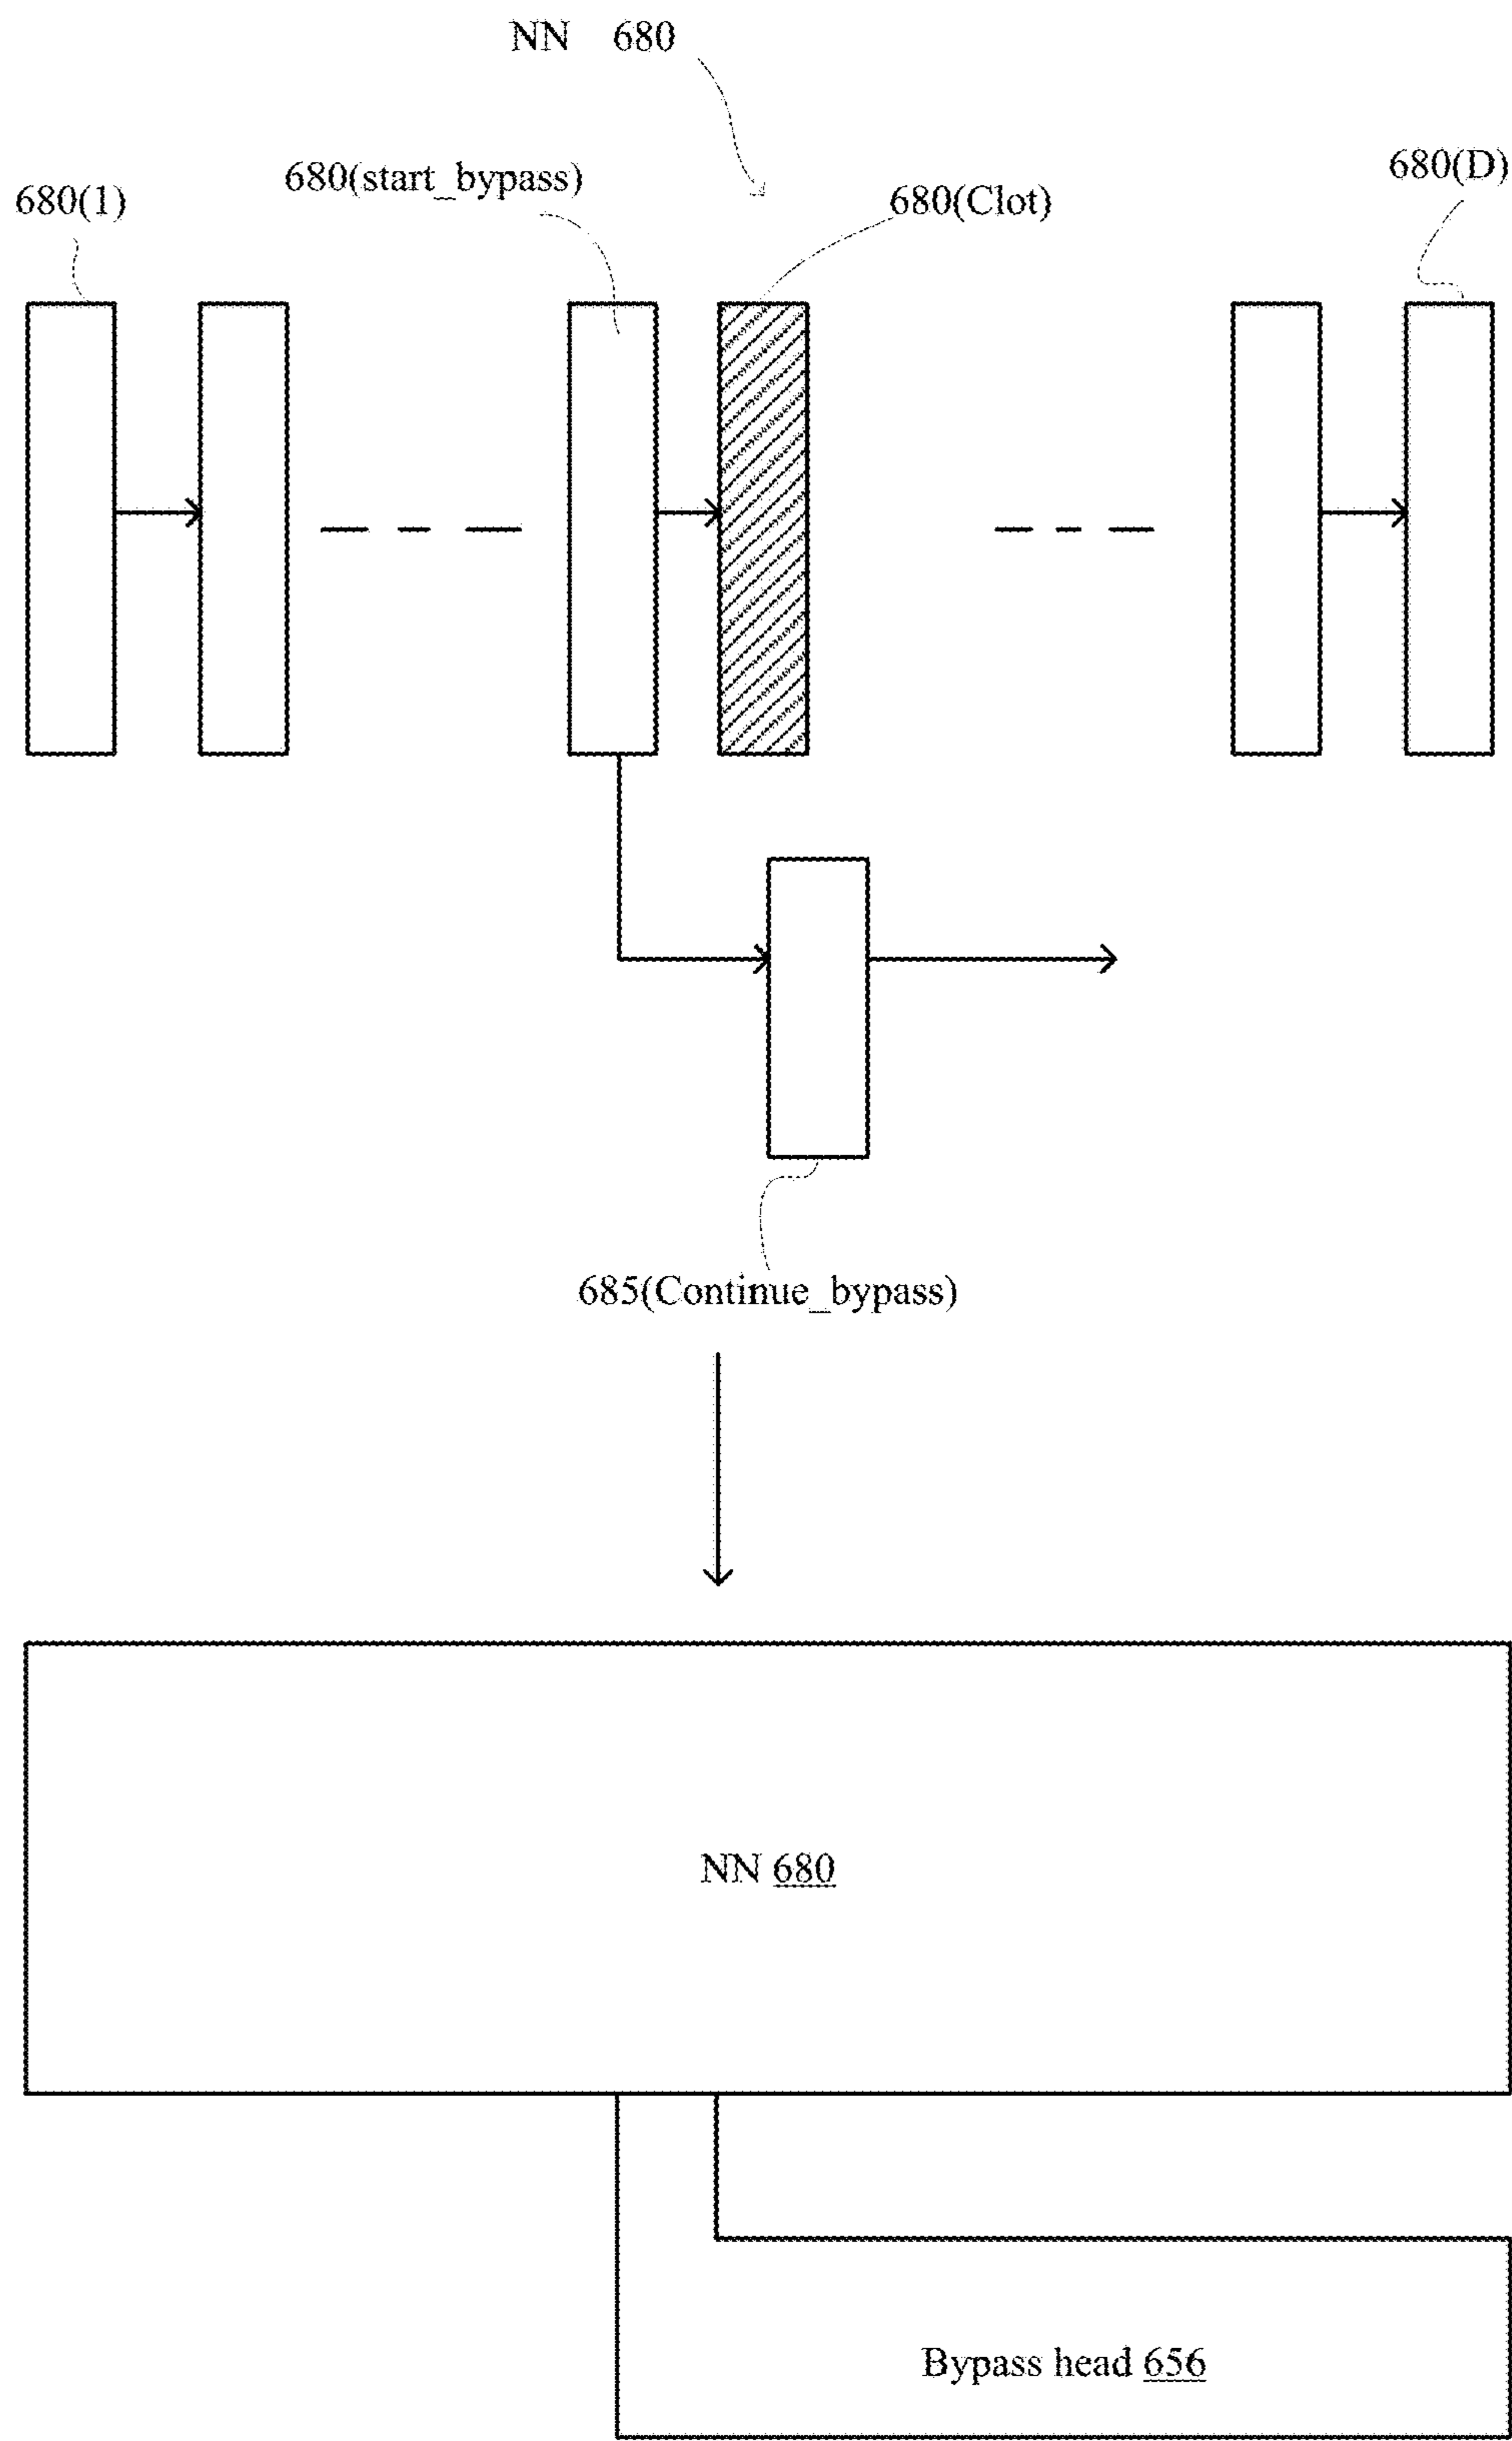 NN 680
680(D)
680(start_bypass)
680(1)
680(Clot)
685(Continue_bypass)
NN 680
Bypass head 656